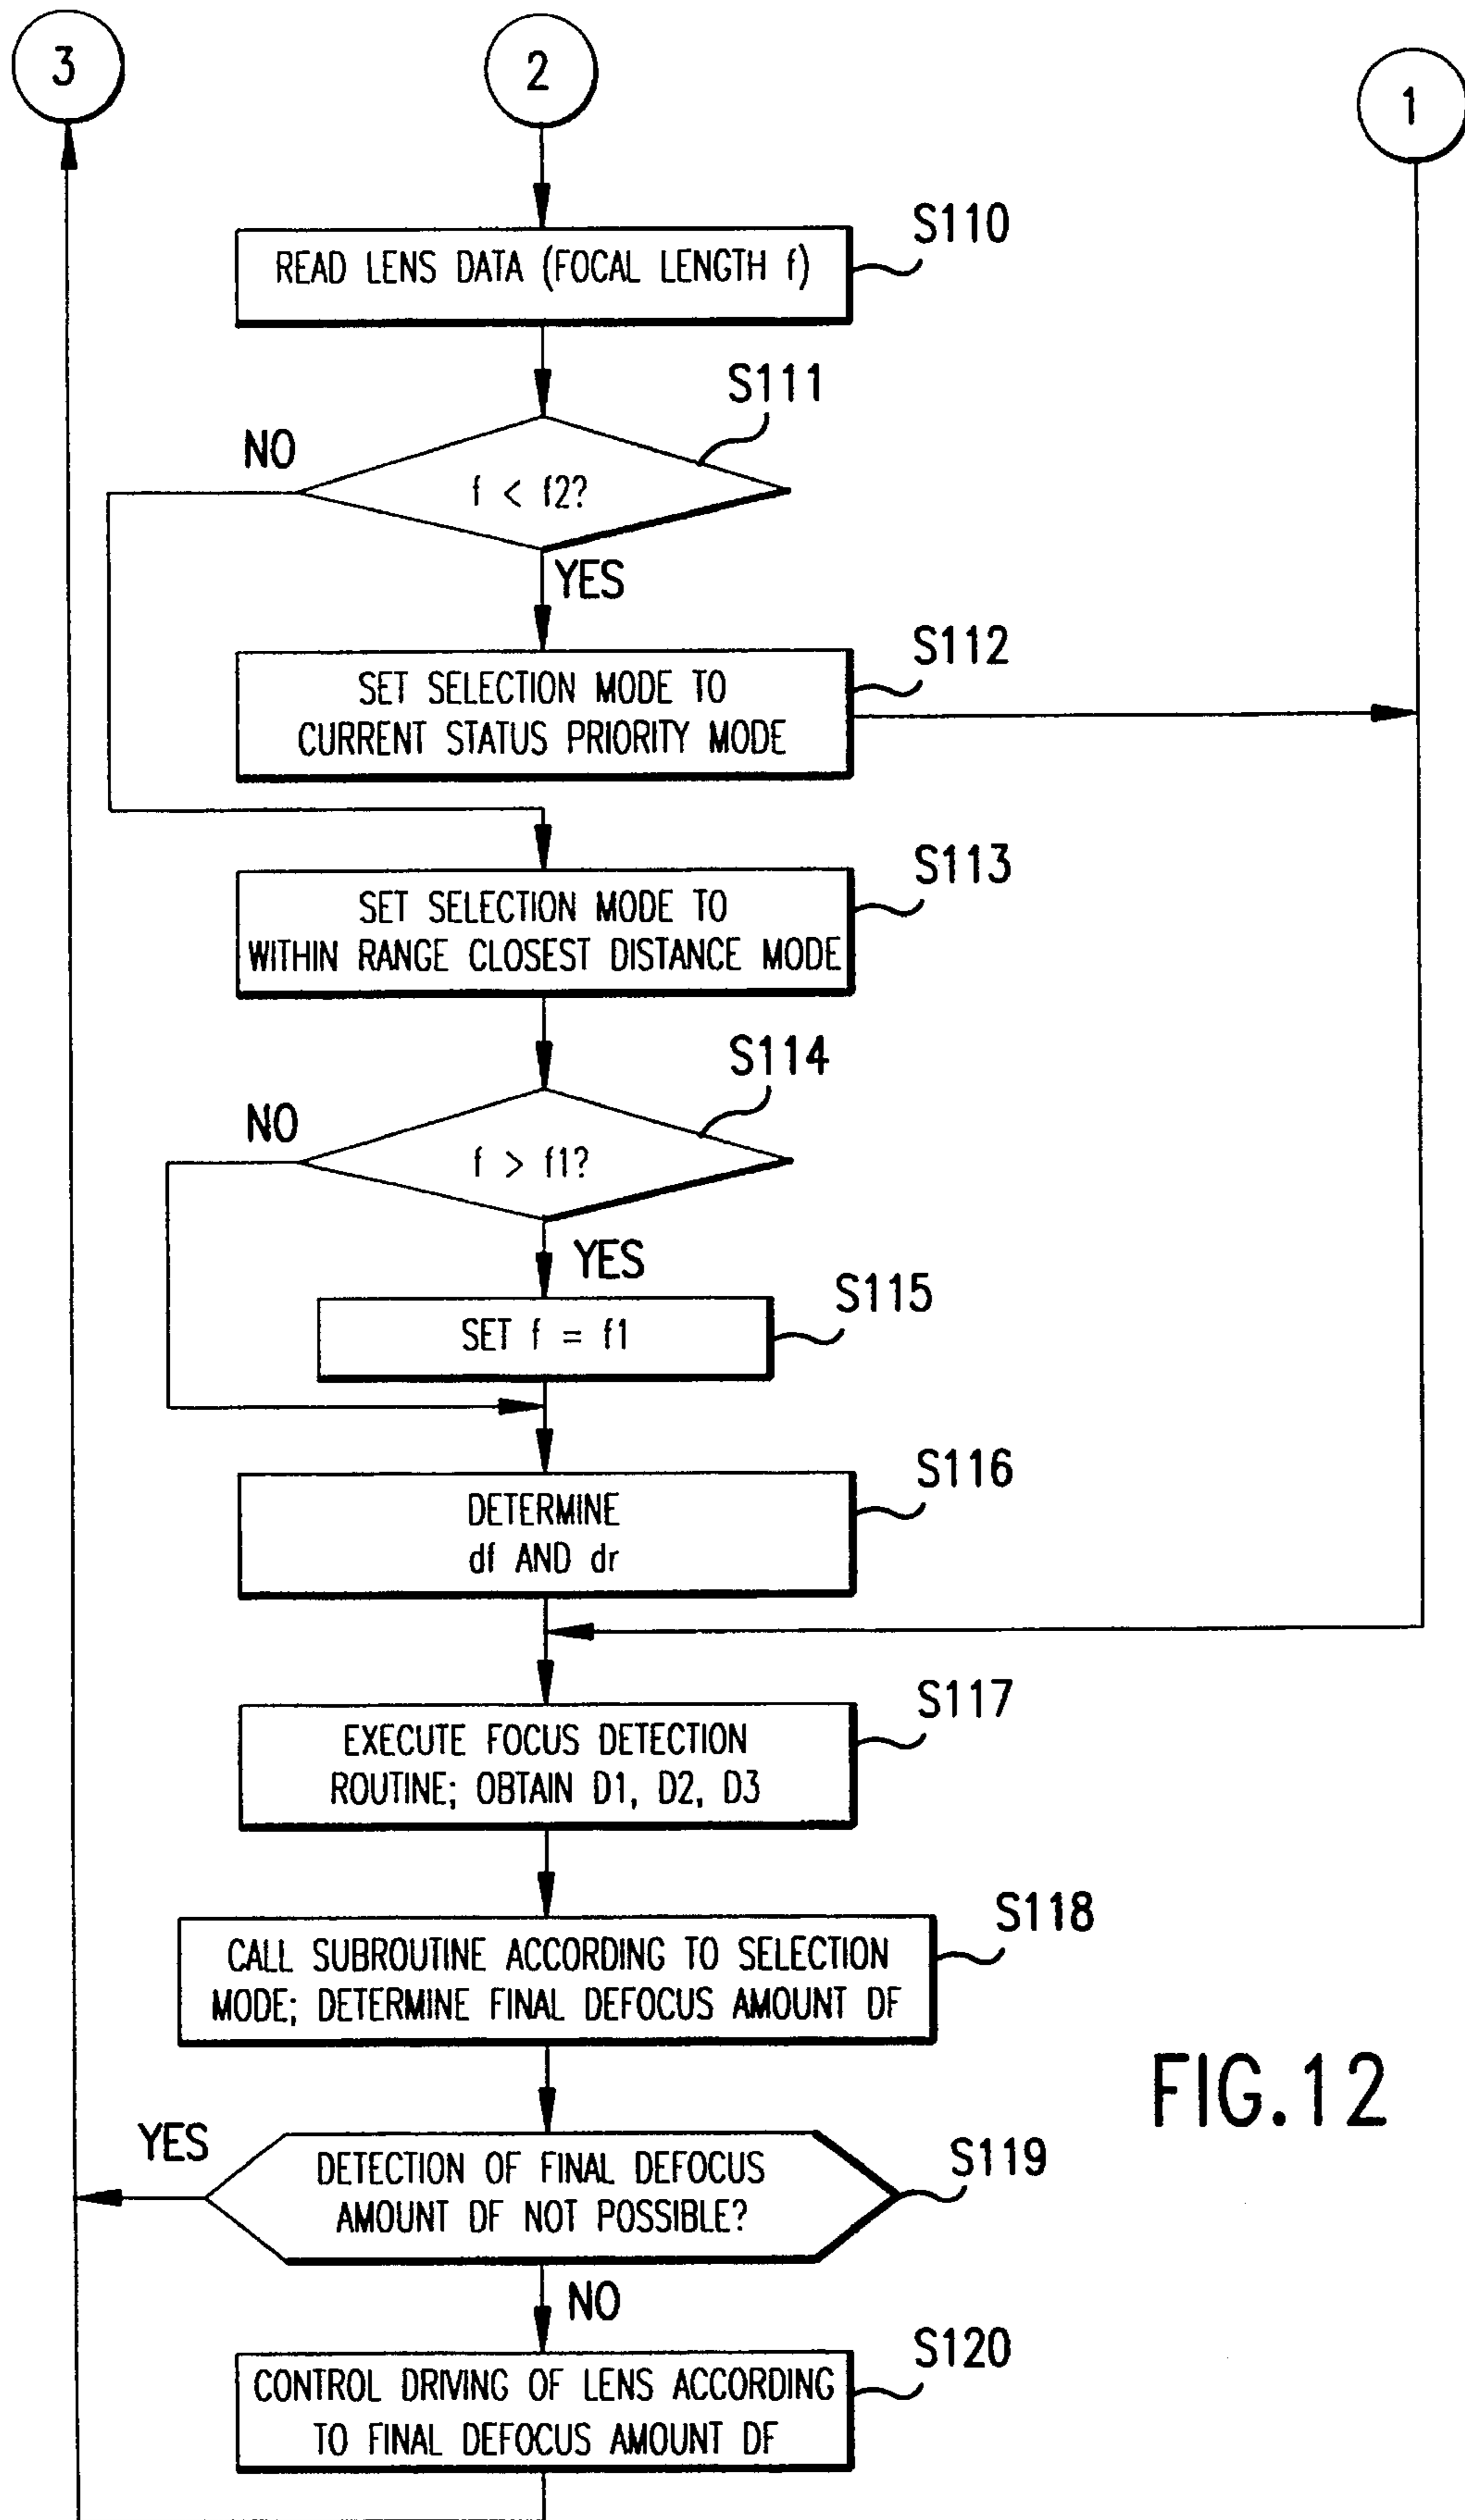 3
2
1
S110
READ LENS DATA (FOCAL LENGTH f)
S111
NO
f < f2?
YES
S112
SET SELECTION MODE TO
CURRENT STATUS PRIORITY MODE
S113
SET SELECTION MODE TO
WITHIN RANGE CLOSEST DISTANCE MODE
S114
NO
f > f1?
YES
S115
SET f = f1
S116
DETERMINE
df AND dr
S117
EXECUTE FOCUS DETECTION
ROUTINE; OBTAIN D1, D2, D3
S118
CALL SUBROUTINE ACCORDING TO SELECTION
MODE; DETERMINE FINAL DEFOCUS AMOUNT DF
FIG.12
YES
S119
DETECTION OF FINAL DEFOCUS
AMOUNT DF NOT POSSIBLE?
NO
S120
CONTROL DRIVING OF LENS ACCORDING
TO FINAL DEFOCUS AMOUNT DF